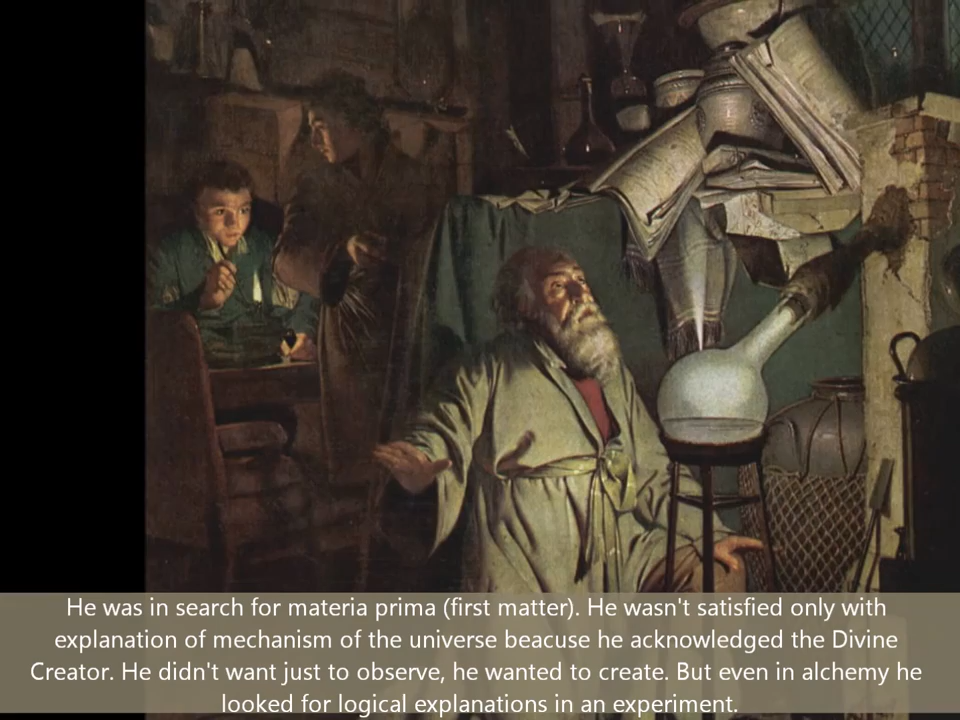 He was in search for materia prima (first matter). He wasn't satisfied only with
explanation of mechanism of the universe beacuse he acknowledged the Divine
Creator. He didn't want just to observe, he wanted to create. But even in alchemy he
looked for logical explanations in an experiment.